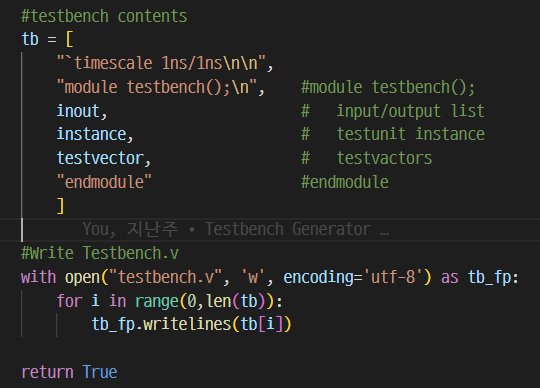 #testbench contents
tb = [
    "`timescale 1ns/1ns\n\n",
    "module testbench();\n",    #module testbench();
    inout,                      #   input/output list
    instance,                   #   testunit instance
    testvector,                 #   testvactors
    "endmodule"                 #endmodule
    ]
        You, 지난주 • Testbench Generator …
#Write Testbench.v
with open("testbench.v", 'w', encoding='utf-8') as tb_fp:
    for i in range(0,len(tb)):
        tb_fp.writelines(tb[i])
return True